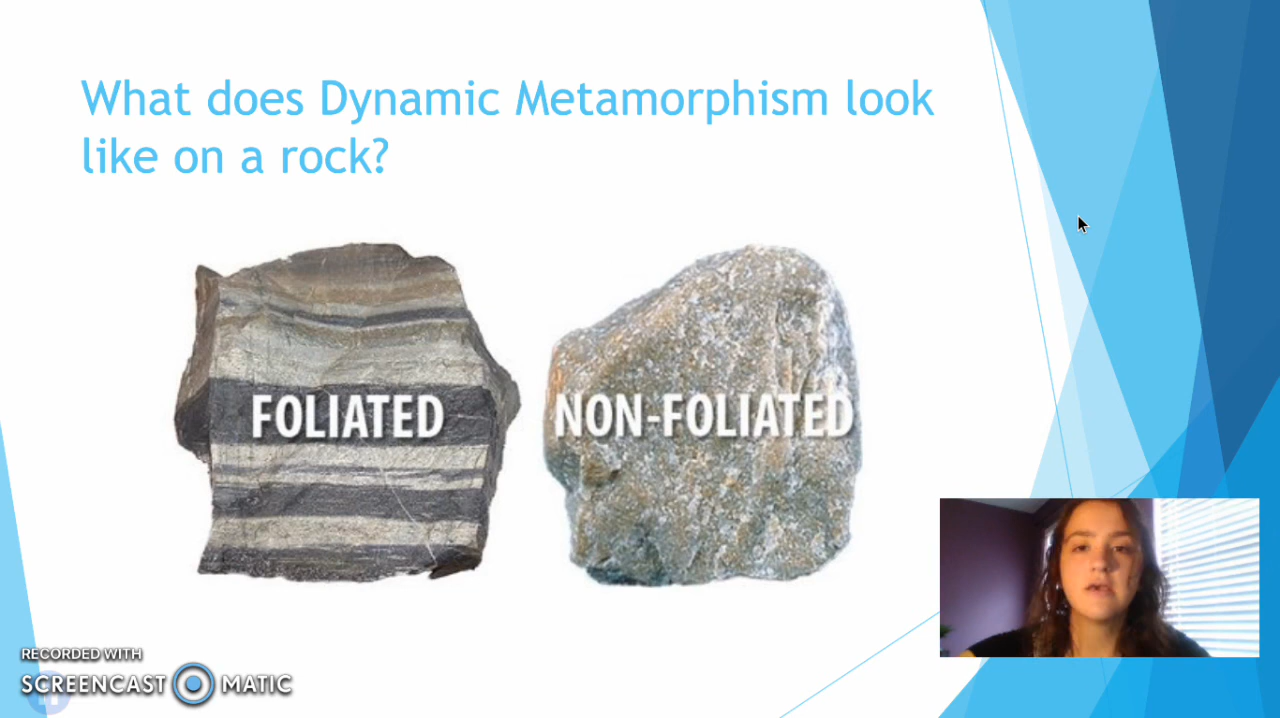 What does Dynamic Metamorphism look
like on a rock?
FOLIATED
NON-FOLIATED
RECORDED WITH
SCREENCAST MATIC